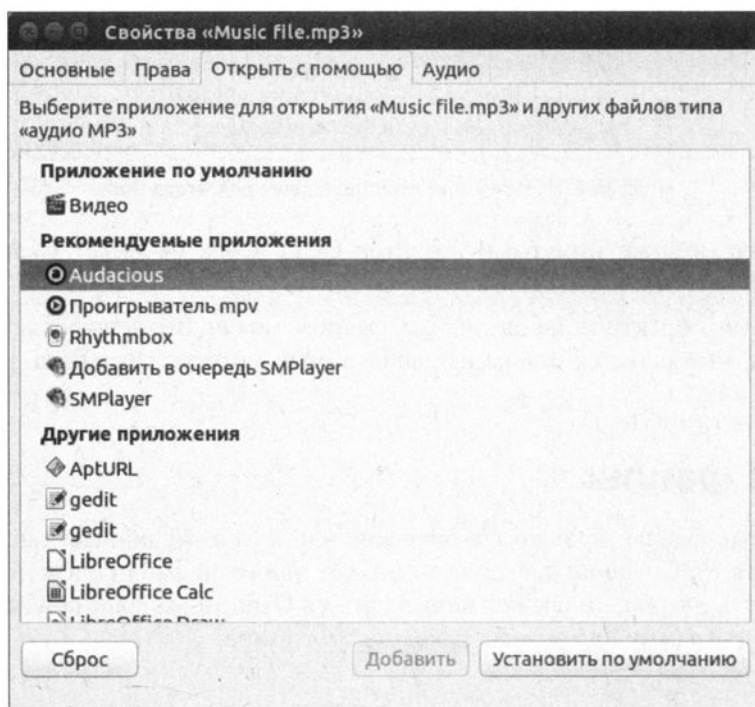 Свойства «Music file.mp3»
Основные Права Открыть с помощью Аудио
Выберите приложение для открытия «Music file.mp3» и других файлов типа
«аудио MP3»
Приложение по умолчанию
Видео
Рекомендуемые приложения
Audacious
Проигрыватель mpv
Rhythmbox
Добавить в очередь SMPlayer
SMPlayer
Другие приложения
AptURL
gedit
gedit
LibreOffice
LibreOffice Calc
LibreOffice Draw
Сброс Добавить Установить по умолчанию